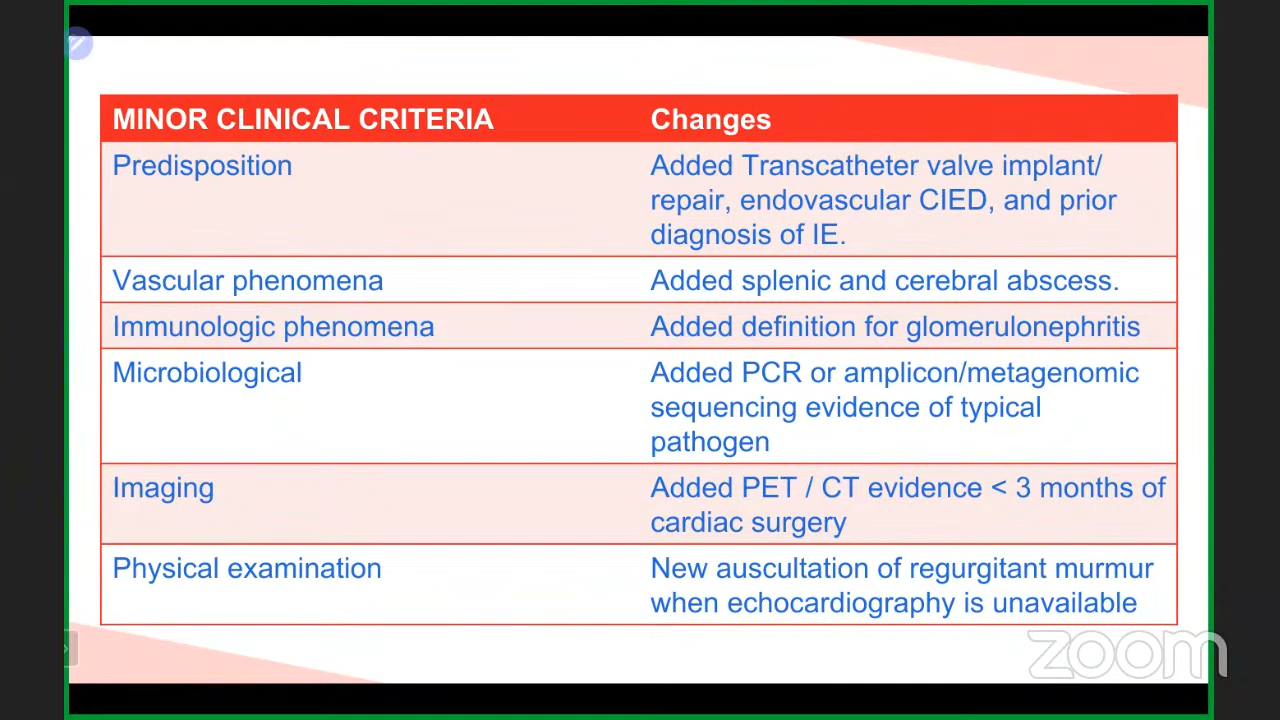 MINOR CLINICAL CRITERIA Changes
Predisposition Added Transcatheter valve implant/
repair, endovascular CIED, and prior
diagnosis of IE.
Vascular phenomena Added splenic and cerebral abscess.
Immunologic phenomena Added definition for glomerulonephritis
Microbiological Added PCR or amplicon/metagenomic
sequencing evidence of typical
pathogen
Imaging Added PET / CT evidence < 3 months of
cardiac surgery
Physical examination New auscultation of regurgitant murmur
when echocardiography is unavailable
zoom